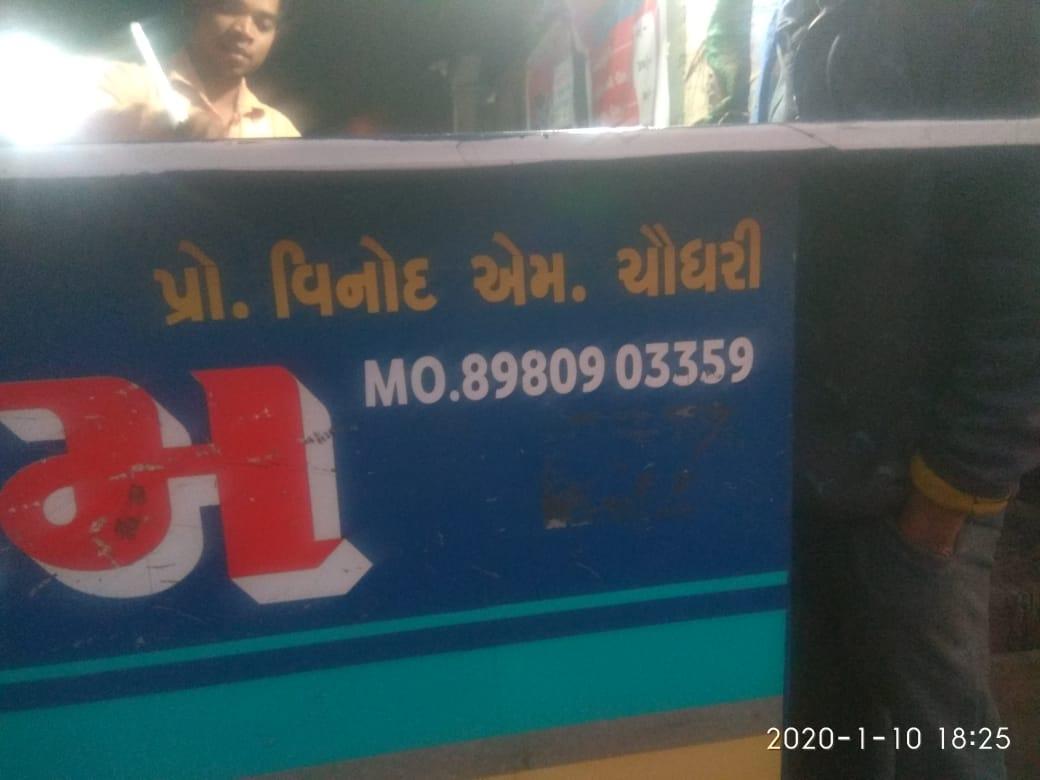 પ્રો. વિનોદ એમ. ચૌધરી
MO.89809 03359
મ
2020-1-10 18:25